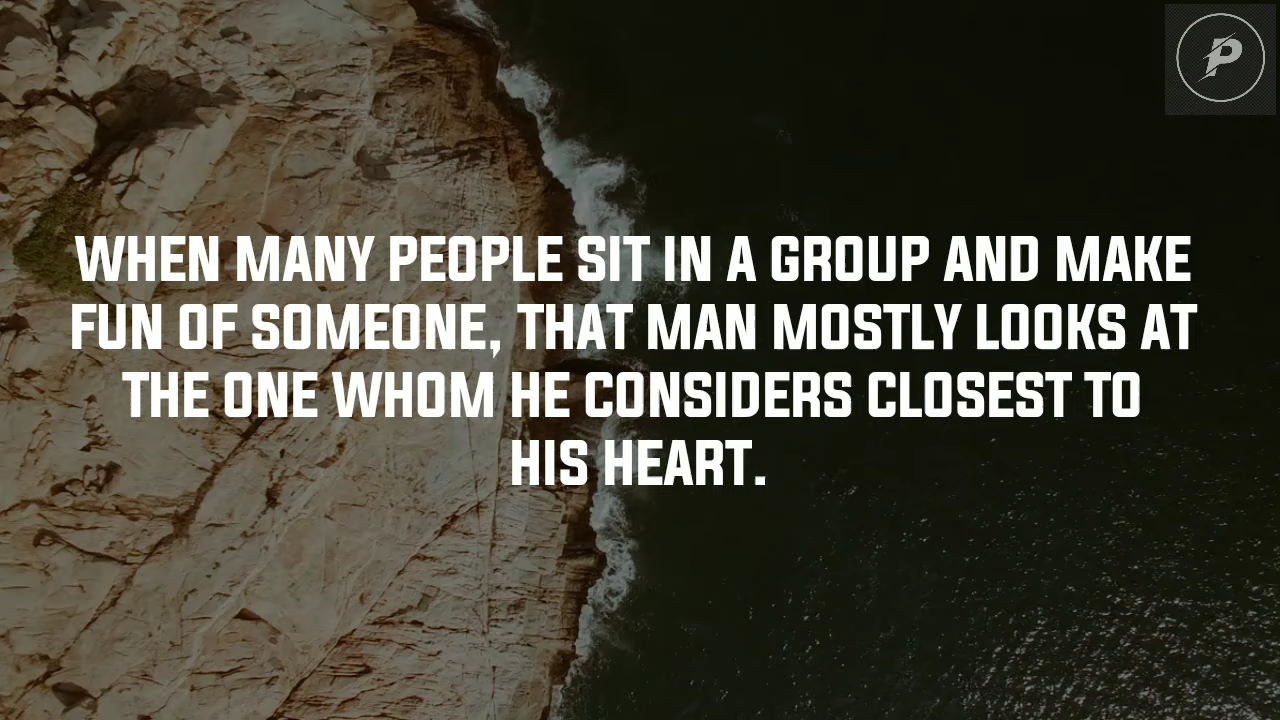 WHEN MANY PEOPLE SIT IN A GROUP AND MAKE
FUN OF SOMEONE, THAT MAN MOSTLY LOOKS AT
THE ONE WHOM HE CONSIDERS CLOSEST TO
HIS HEART.
P